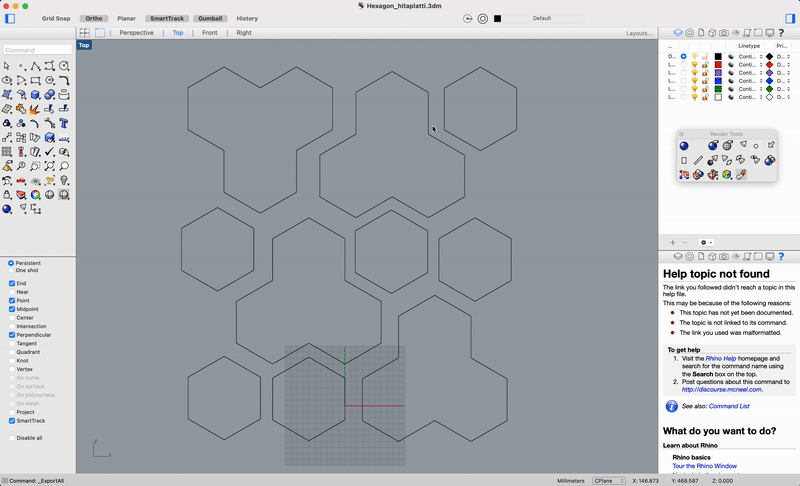 Hexagon_hitaplatti.3dm
Grid Snap
Ortho
Planar
SmartTrack
Gumball
History
Default
Perspective
Top
Front
Right
Layouts...
Top
Command
... Linetype Pri...
D... Conti... D...
L... Conti... D...
L... Conti... D...
L... Conti... D...
L... Conti... D...
L... Conti... D...
Render Tools
Persistent
One shot
End
Near
Point
Midpoint
Center
Intersection
Perpendicular
Tangent
Quadrant
Knot
Vertex
On curve
On surface
On polysurface
On mesh
Project
SmartTrack
Disable all
Help topic not found
The link you followed didn't reach a topic in this
help file.
This may be because of the following reasons:
This topic has not yet been documented.
The topic is not linked to its command.
The link you used was malformatted.
To get help
1. Visit the Rhino Help homepage and
search for the command name using
the Search box on the top.
2. Post questions about this command to
http://discourse.mcneel.com.
See also: Command List
What do you want to do?
Learn about Rhino
Rhino basics
Tour the Rhino Window
Command: _ExportAll
Millimeters
CPlane
X: 146.873
Y: 468.587
Z: 0.000